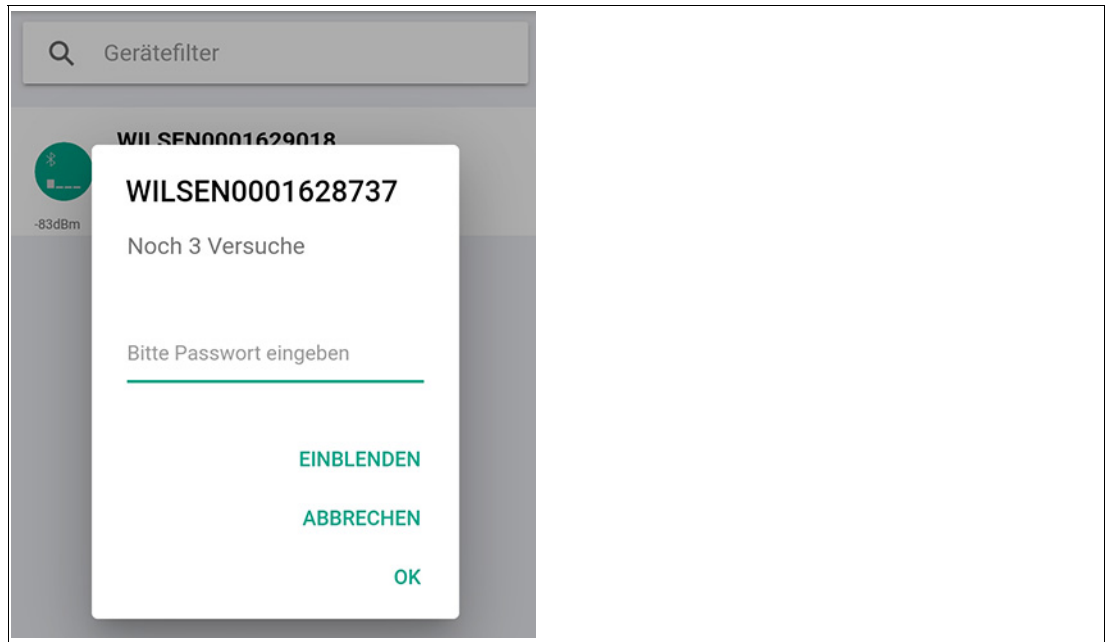 Gerätefilter
WILSEN0001629018
-83dBm
WILSEN0001628737
Noch 3 Versuche
Bitte Passwort eingeben
EINBLENDEN
ABBRECHEN
OK